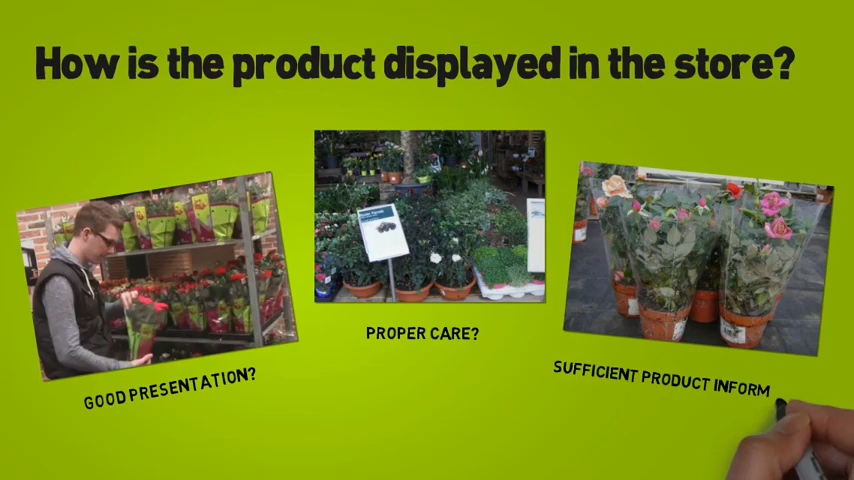 How is the product displayed in the store?
GOOD PRESENTATION?
PROPER CARE?
SUFFICIENT PRODUCT INFORM